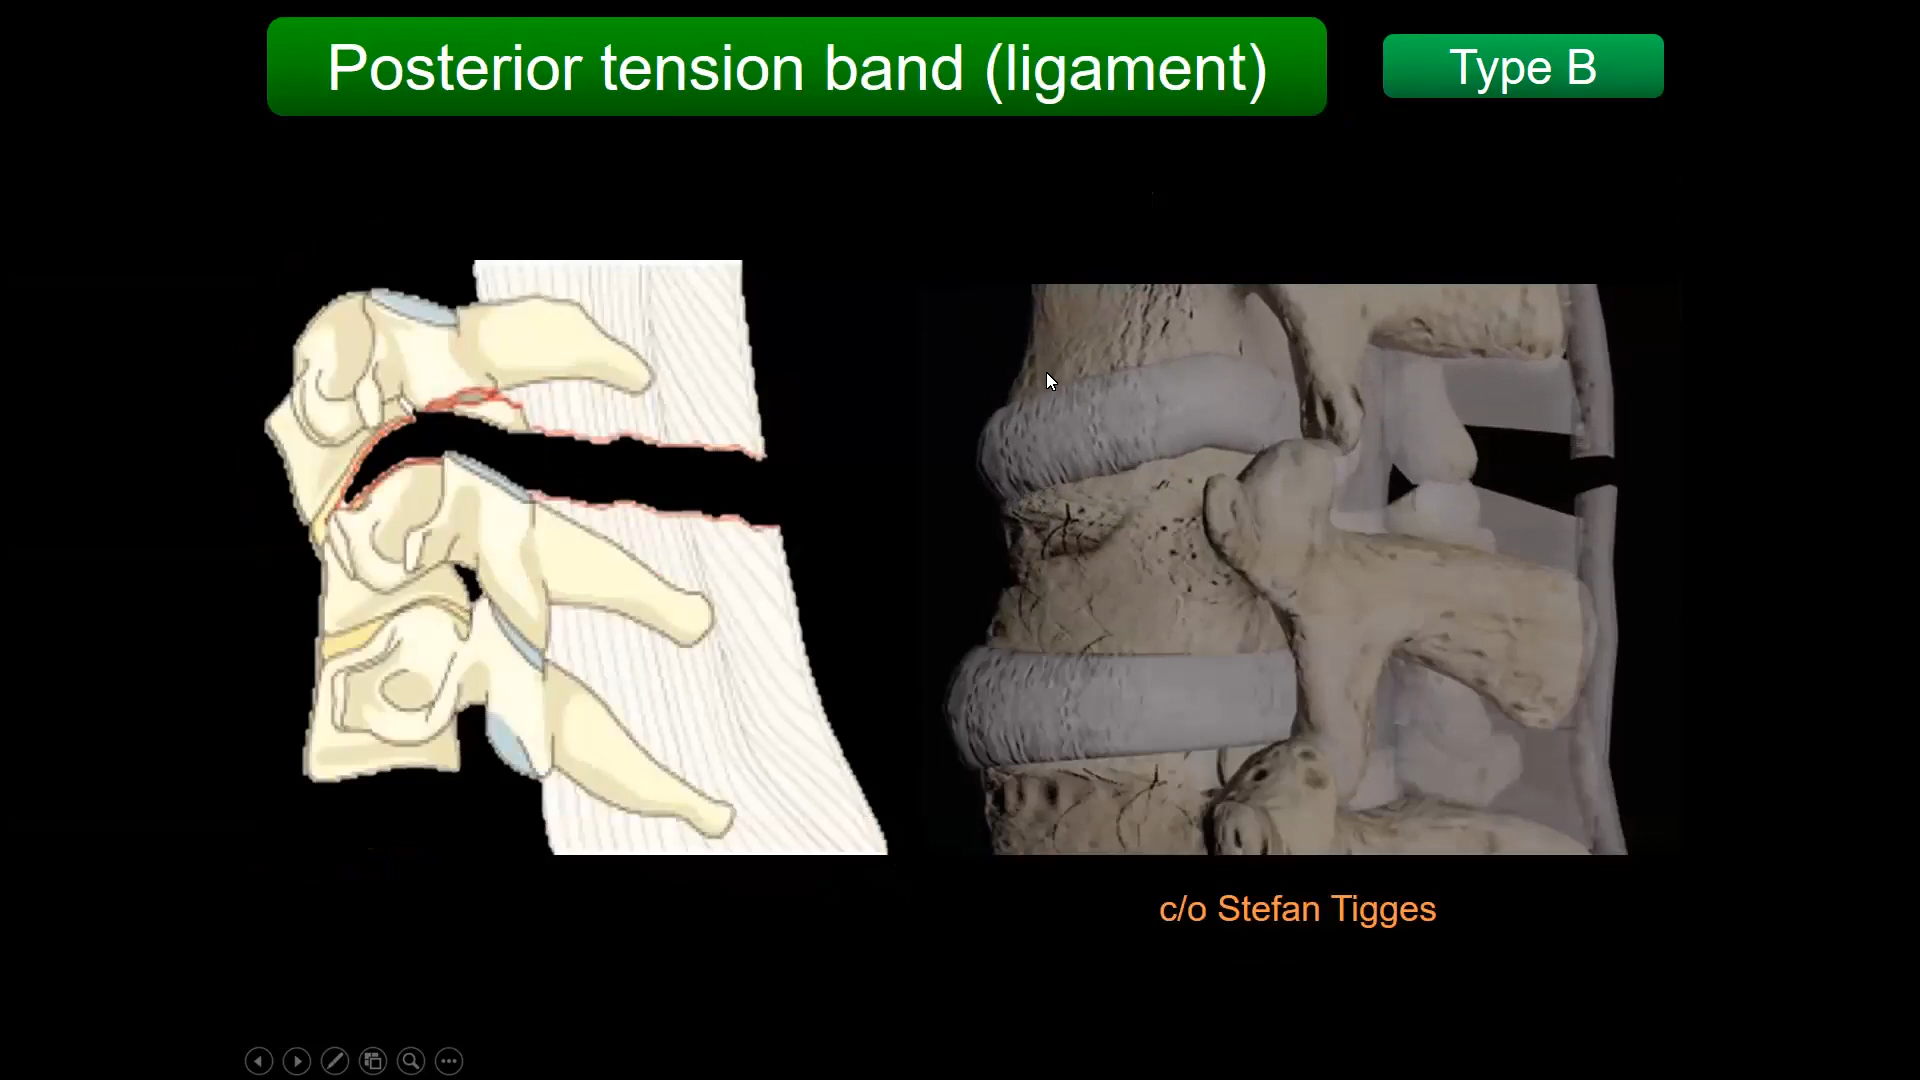 Posterior tension band (ligament)
Type B
c/o Stefan Tigges